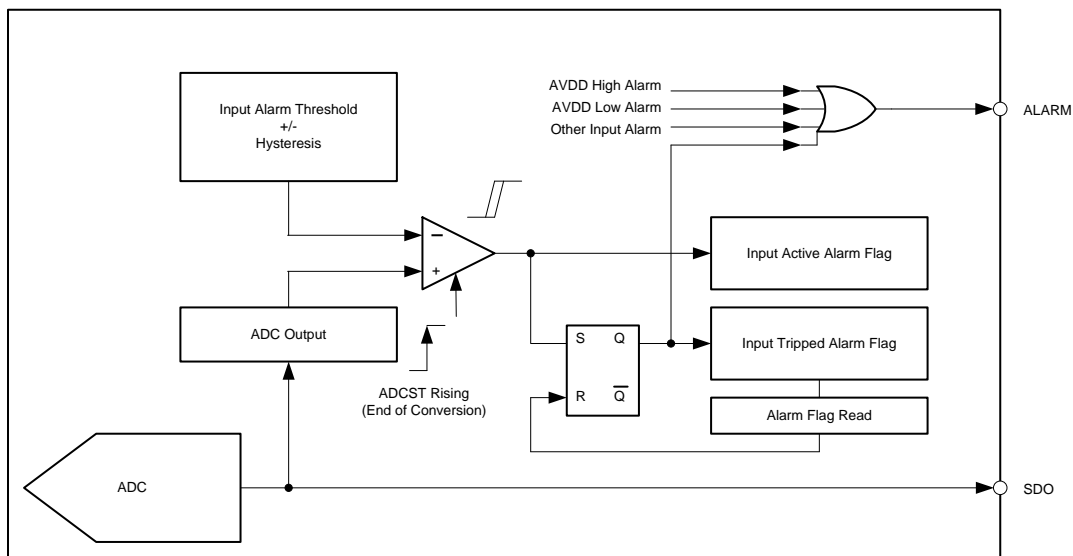 Input Alarm Threshold
+/-
Hysteresis
AVDD High Alarm
AVDD Low Alarm
Other Input Alarm
ALARM
−
+
Input Active Alarm Flag
ADC Output
ADCST Rising
(End of Conversion)
S Q
R Q̅
Input Tripped Alarm Flag
Alarm Flag Read
ADC
SDO